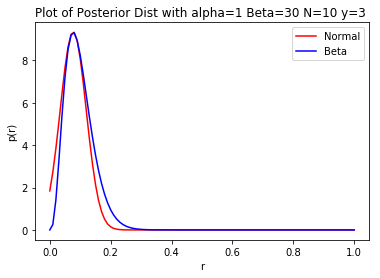 Plot of Posterior Dist with alpha=1 Beta=30 N=10 y=3
Normal
Beta
p(r)
8
6
4
2
0
0.0 0.2 0.4 0.6 0.8 1.0
r